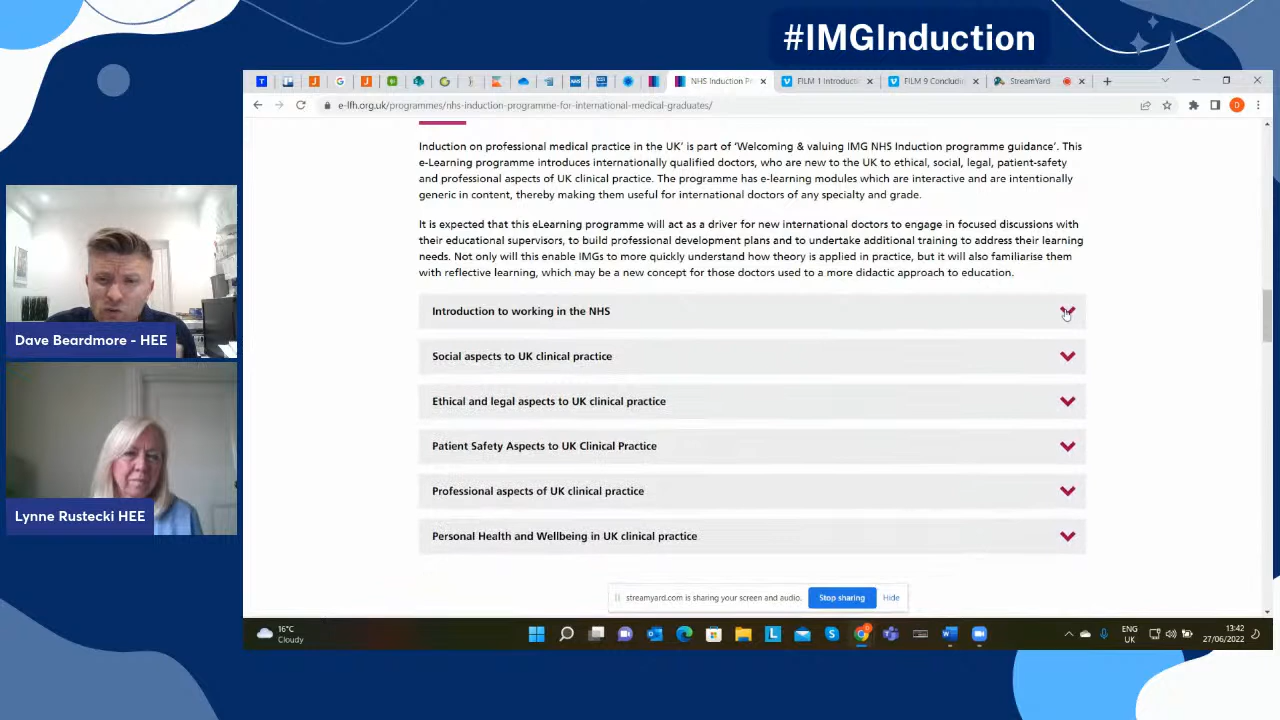 #IMGInduction
NHS Induction Pr
FILM 1 Introducti
FILM 9 Concludin
StreamYard
e-lfh.org.uk/programmes/nhs-induction-programme-for-international-medical-graduates/
Induction on professional medical practice in the UK' is part of 'Welcoming & valuing IMG NHS Induction programme guidance'. This
e-Learning programme introduces internationally qualified doctors, who are new to the UK to ethical, social, legal, patient-safety
and professional aspects of UK clinical practice. The programme has e-learning modules which are interactive and are intentionally
generic in content, thereby making them useful for international doctors of any specialty and grade.
It is expected that this eLearning programme will act as a driver for new international doctors to engage in focused discussions with
their educational supervisors, to build professional development plans and to undertake additional training to address their learning
needs. Not only will this enable IMGs to more quickly understand how theory is applied in practice, but it will also familiarise them
with reflective learning, which may be a new concept for those doctors used to a more didactic approach to education.
Introduction to working in the NHS
Social aspects to UK clinical practice
Ethical and legal aspects to UK clinical practice
Patient Safety Aspects to UK Clinical Practice
Professional aspects of UK clinical practice
Personal Health and Wellbeing in UK clinical practice
Dave Beardmore - HEE
Lynne Rustecki HEE
streamyard.com is sharing your screen and audio.
Stop sharing
Hide
16°C
Cloudy
ENG
UK
13:42
27/06/2022